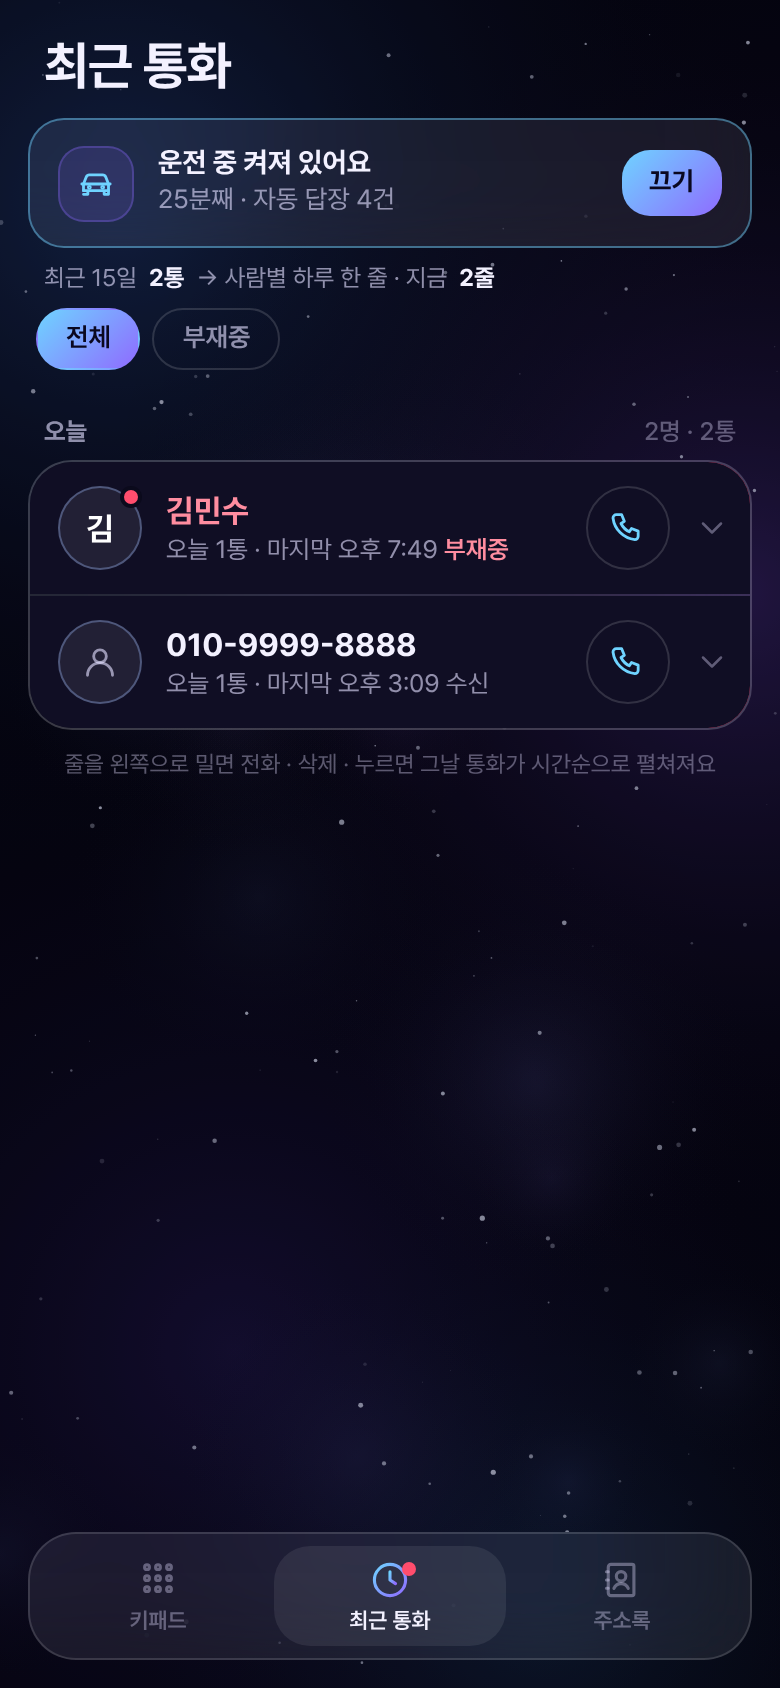 최근 통화
운전 중 켜져 있어요
25분째 · 자동 답장 4건
끄기
최근 15일 2통 → 사람별 하루 한 줄 · 지금 2줄
전체
부재중
오늘
2명 · 2통
김
김민수
오늘 1통 · 마지막 오후 7:49 부재중
010-9999-8888
오늘 1통 · 마지막 오후 3:09 수신
줄을 왼쪽으로 밀면 전화 · 삭제 · 누르면 그날 통화가 시간순으로 펼쳐져요
키패드
최근 통화
주소록